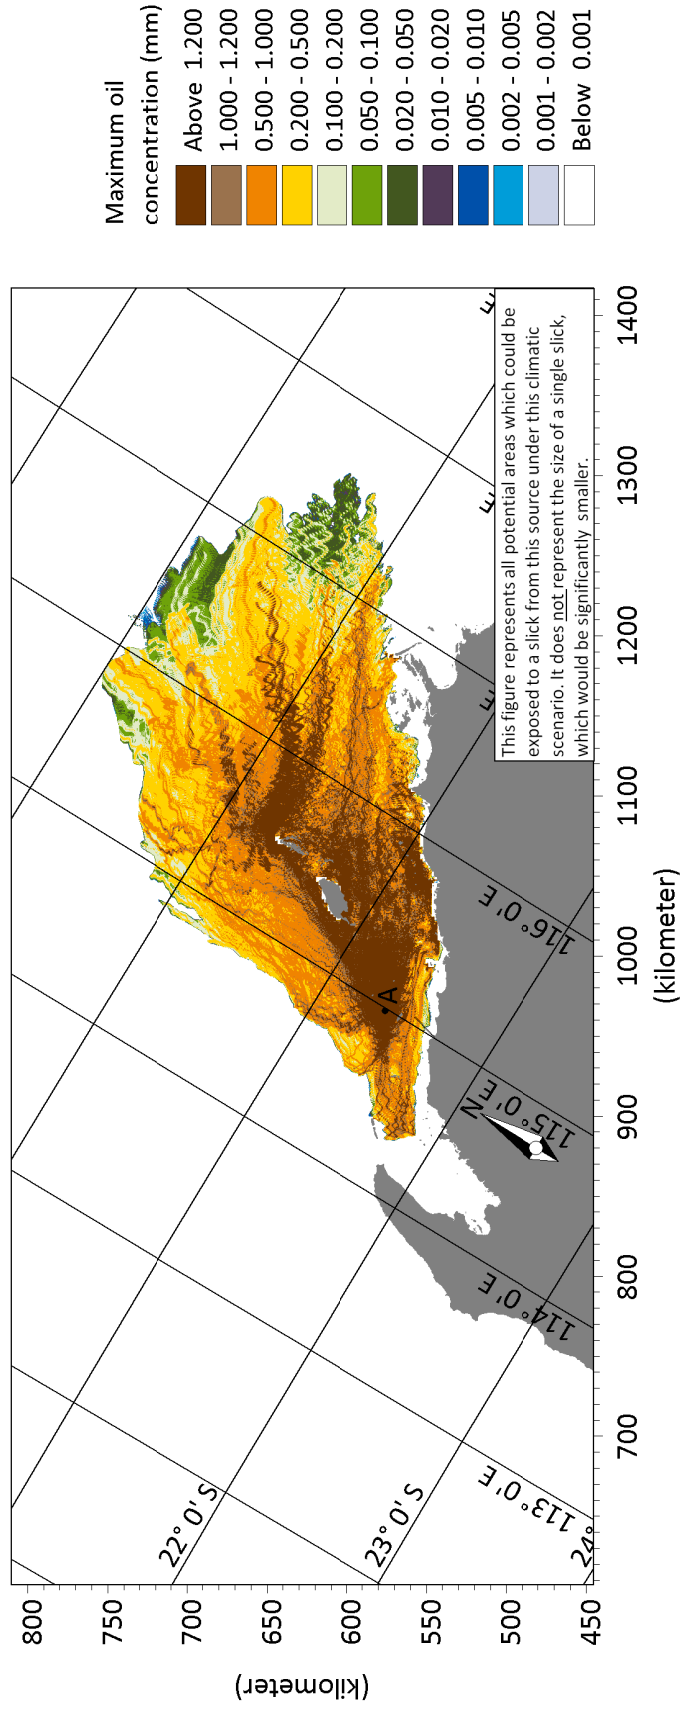 Maximum oil
concentration (mm)
Above 1.200
1.000 - 1.200
0.500 - 1.000
0.200 - 0.500
0.100 - 0.200
0.050 - 0.100
0.020 - 0.050
0.010 - 0.020
0.005 - 0.010
0.002 - 0.005
0.001 - 0.002
Below 0.001
800
750
700
650
600
550
500
450
(kilometer)
22° 0' S
23° 0' S
24°
113° 0' E
114° 0' E
115° 0' E
116° 0' E
E
E
E
A
N
This figure represents all potential areas which could be
exposed to a slick from this source under this climatic
scenario. It does not represent the size of a single slick,
which would be significantly smaller.
700
800
900
1000
1100
1200
1300
1400
(kilometer)